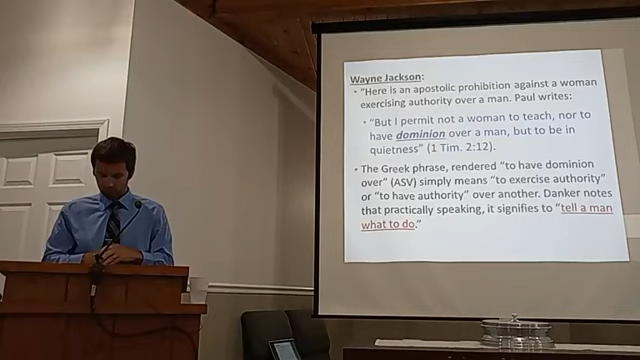 Wayne Jackson:
• "Here is an apostolic prohibition against a woman
exercising authority over a man. Paul writes:
• "But I permit not a woman to teach, nor to
have dominion over a man, but to be in
quietness" (1 Tim. 2:12).
• The Greek phrase, rendered "to have dominion
over" (ASV) simply means "to exercise authority"
or "to have authority" over another. Danker notes
that practically speaking, it signifies to "tell a man
what to do."